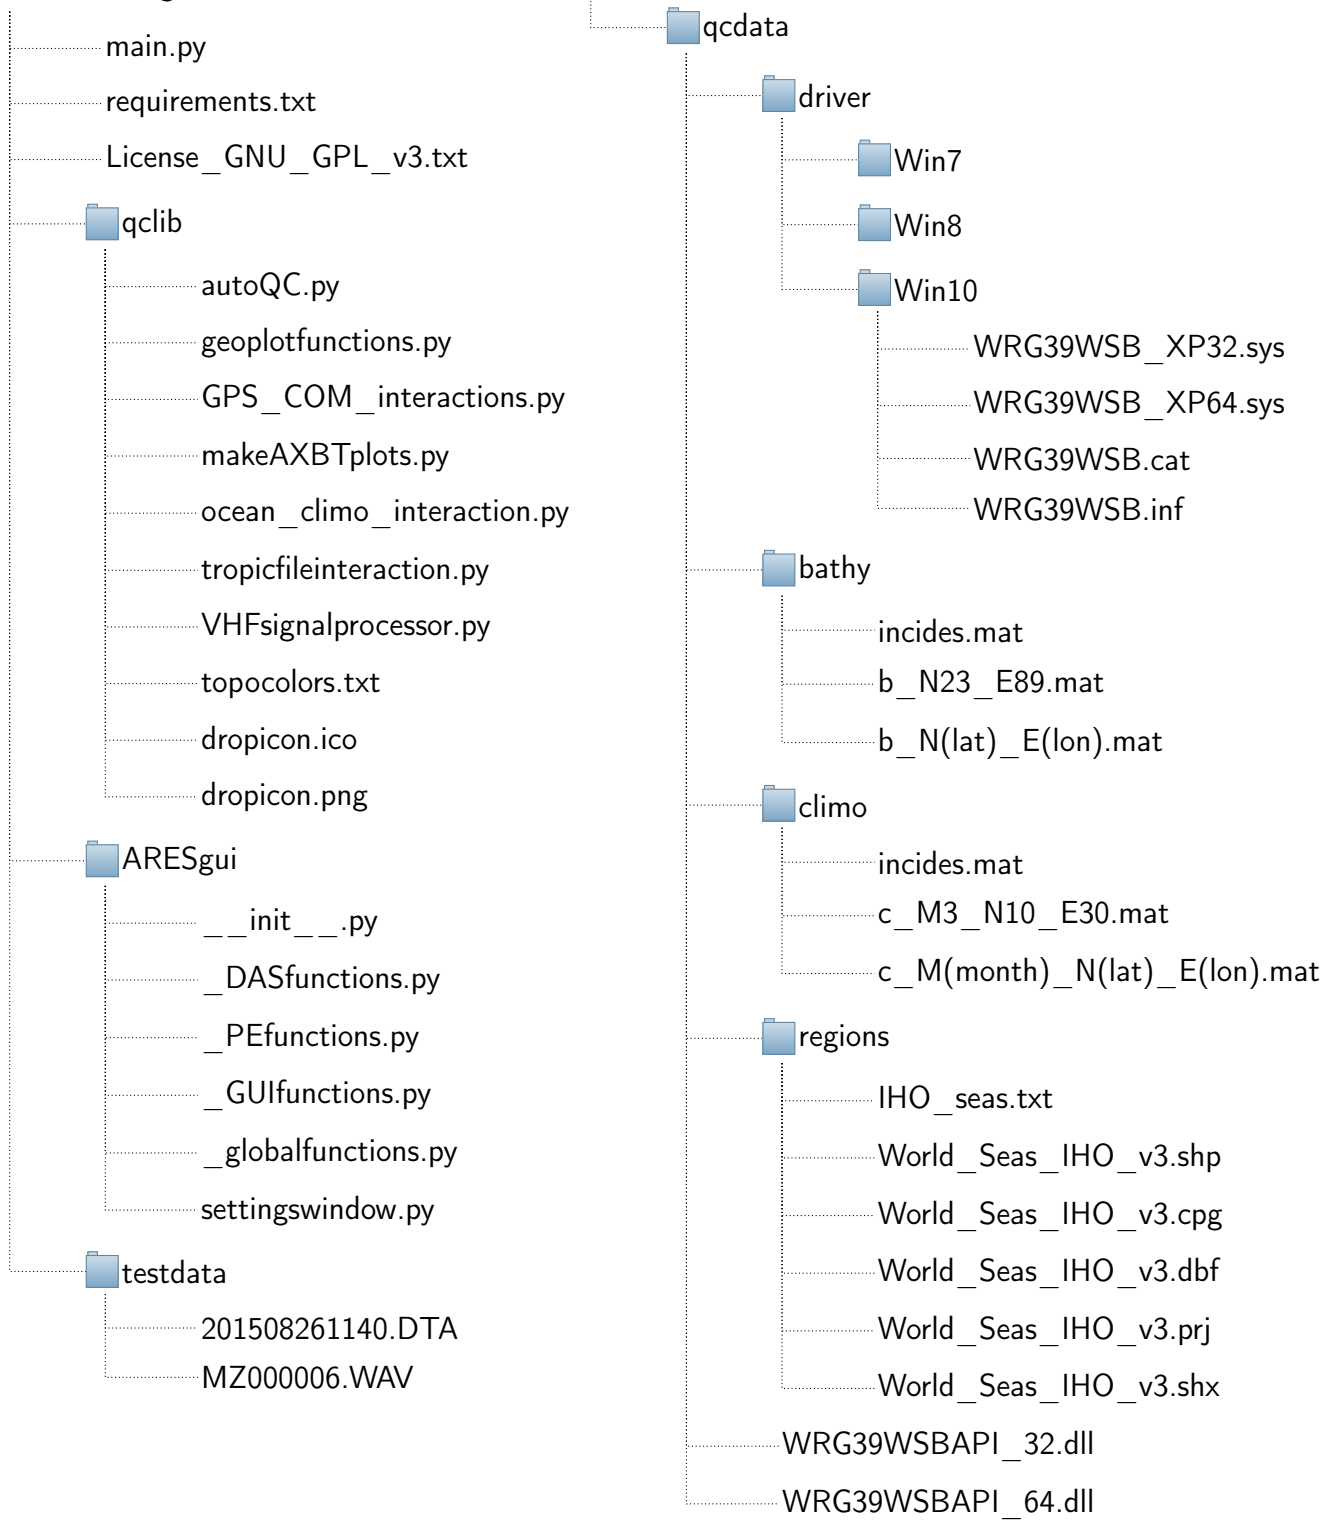 main.py
requirements.txt
License_GNU_GPL_v3.txt
qclib
autoQC.py
geoplotfunctions.py
GPS_COM_interactions.py
makeAXBTplots.py
ocean_climo_interaction.py
tropicfileinteraction.py
VHFsignalprocessor.py
topocolors.txt
dropicon.ico
dropicon.png
ARESgui
__init__.py
_DASfunctions.py
_PEfunctions.py
_GUIfunctions.py
_globalfunctions.py
settingswindow.py
testdata
201508261140.DTA
MZ000006.WAV
qcdata
driver
Win7
Win8
Win10
WRG39WSB_XP32.sys
WRG39WSB_XP64.sys
WRG39WSB.cat
WRG39WSB.inf
bathy
incides.mat
b_N23_E89.mat
b_N(lat)_E(lon).mat
climo
incides.mat
c_M3_N10_E30.mat
c_M(month)_N(lat)_E(lon).mat
regions
IHO_seas.txt
World_Seas_IHO_v3.shp
World_Seas_IHO_v3.cpg
World_Seas_IHO_v3.dbf
World_Seas_IHO_v3.prj
World_Seas_IHO_v3.shx
WRG39WSBAPI_32.dll
WRG39WSBAPI_64.dll